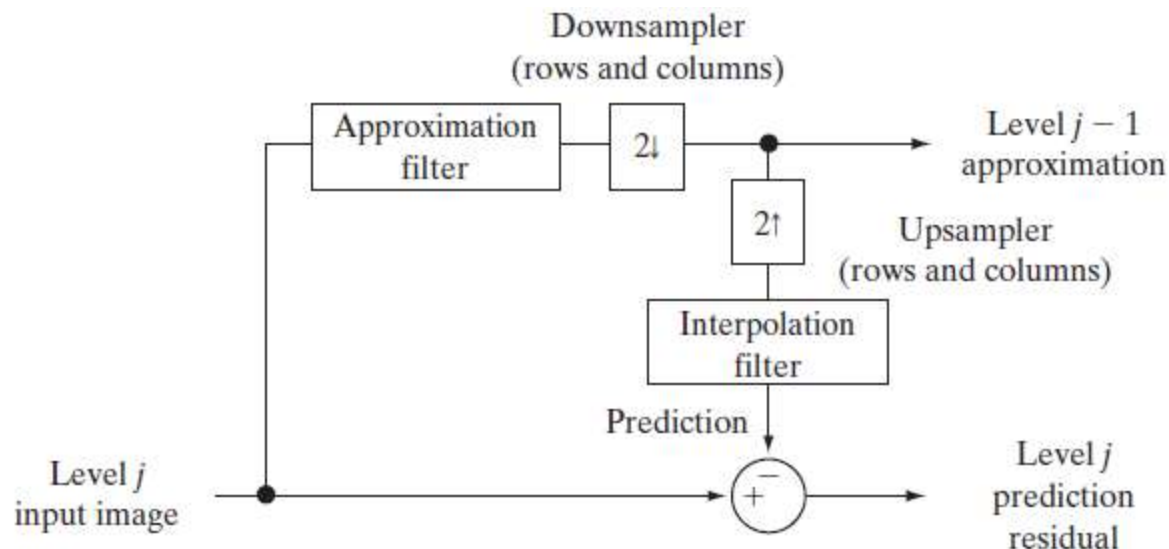 Downsampler
(rows and columns)
Approximation
filter
2↓
Level j − 1
approximation
2↑
Upsampler
(rows and columns)
Interpolation
filter
Prediction
Level j
input image
+
−
Level j
prediction
residual